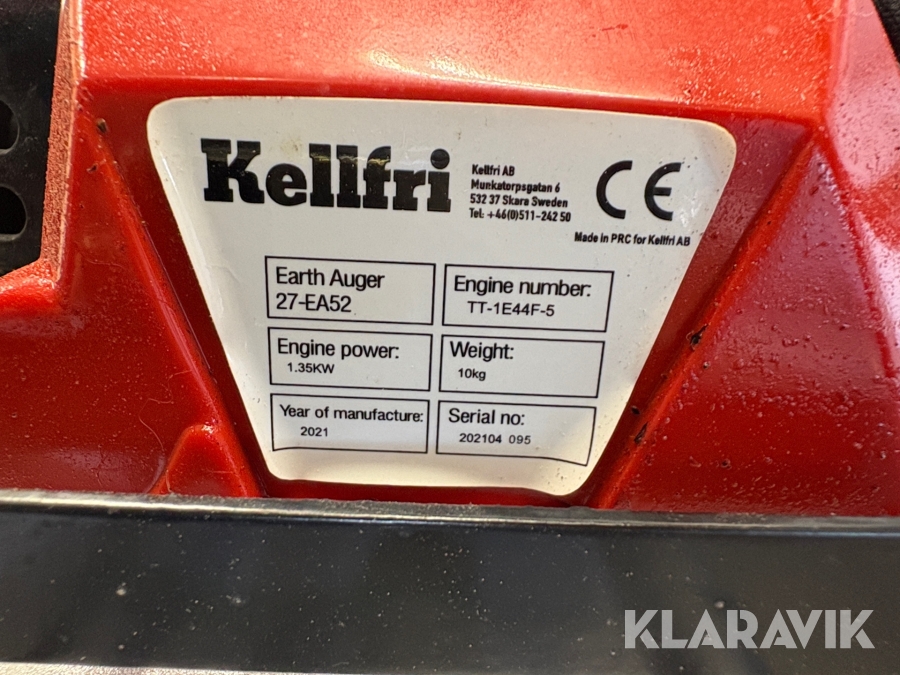 Kellfri
Kellfri AB
Munkatorpsgatan 6
532 37 Skara Sweden
Tel: +46(0)511-242 50
CE
Made in PRC for Kellfri AB
Earth Auger
27-EA52
Engine number:
TT-1E44F-5
Engine power:
1.35KW
Weight:
10kg
Year of manufacture:
2021
Serial no:
202104 095
KLARAVIK